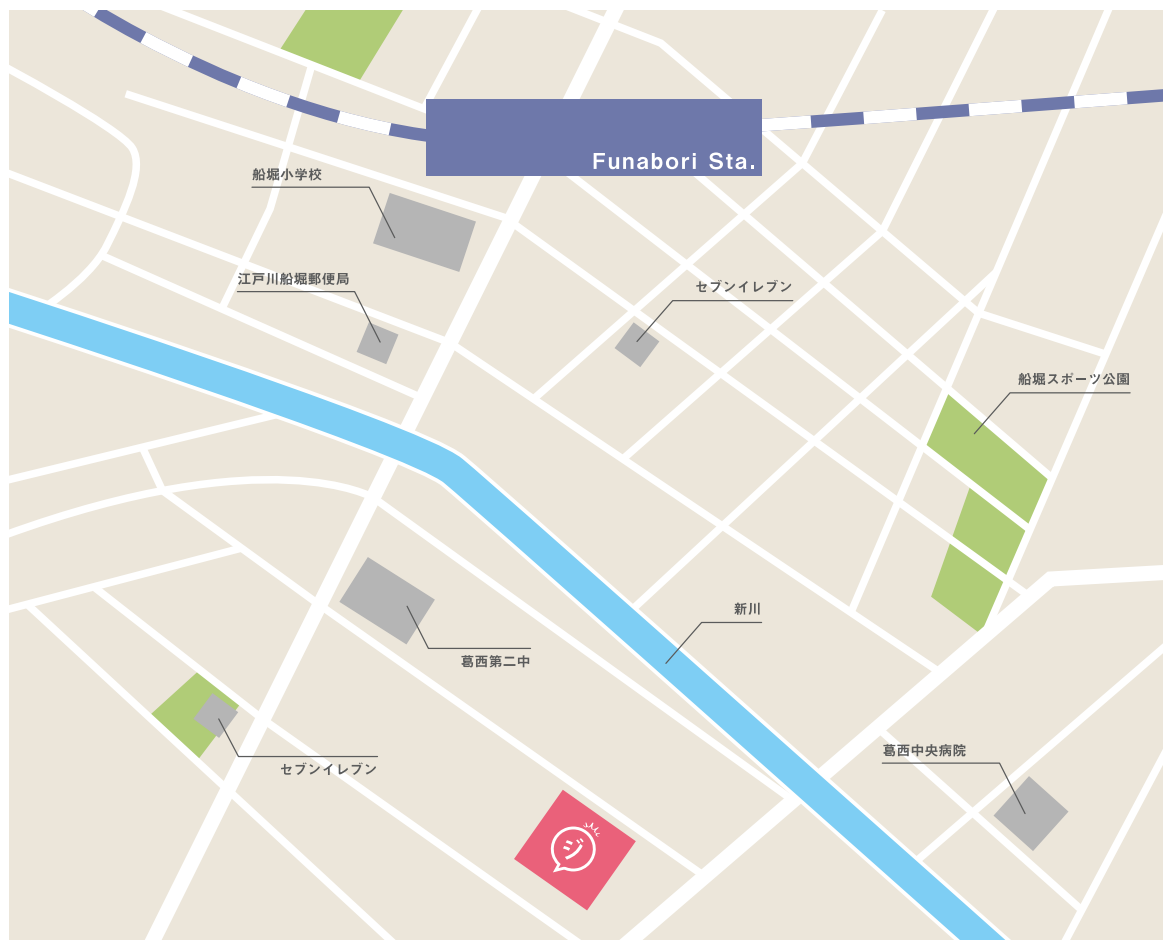 Funabori Sta.
船堀小学校
江戸川船堀郵便局
セブンイレブン
船堀スポーツ公園
新川
葛西第二中
葛西中央病院
セブンイレブン
ジ